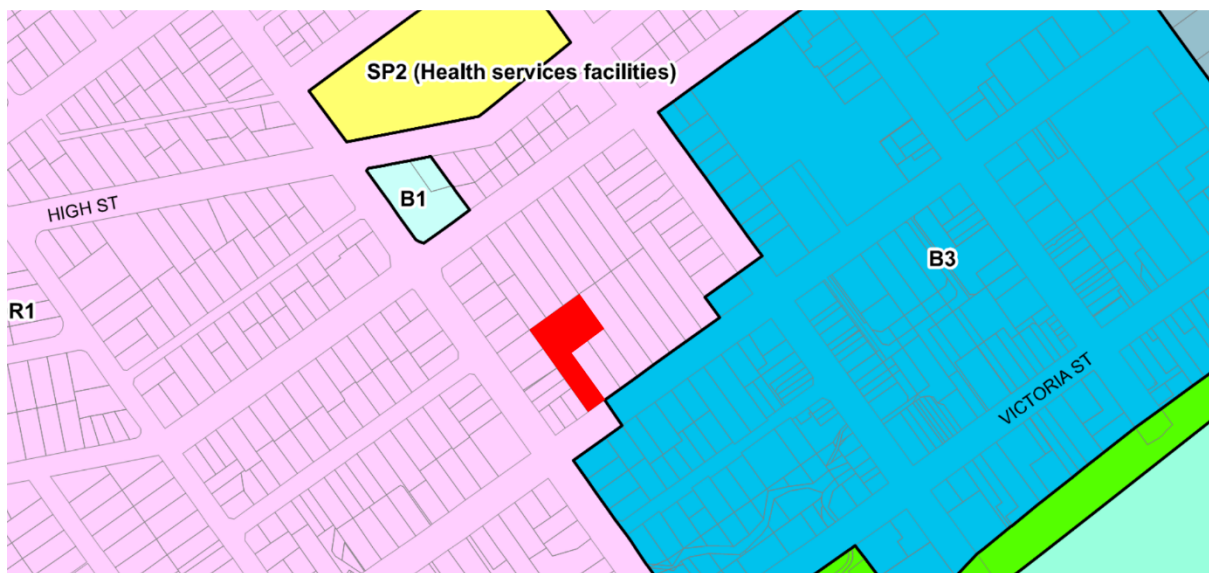 SP2 (Health services facilities)
B1
HIGH ST
B3
R1
VICTORIA ST